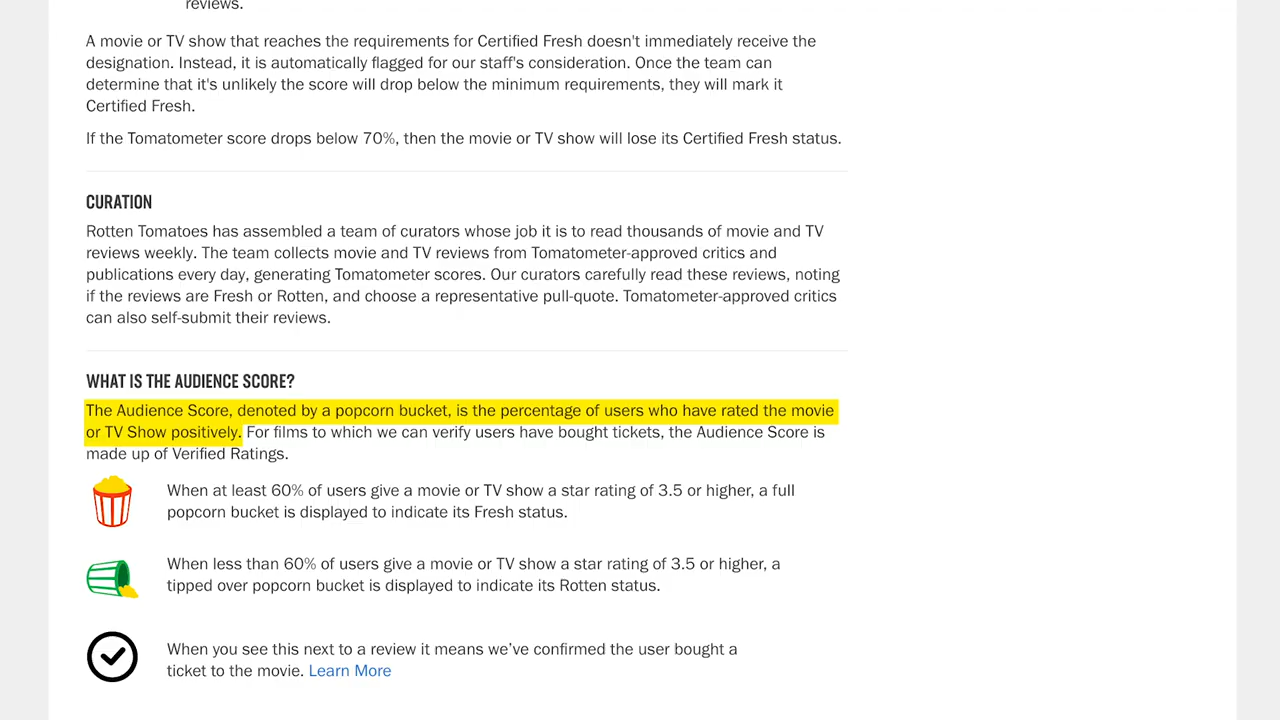 reviews.
A movie or TV show that reaches the requirements for Certified Fresh doesn't immediately receive the
designation. Instead, it is automatically flagged for our staff's consideration. Once the team can
determine that it's unlikely the score will drop below the minimum requirements, they will mark it
Certified Fresh.
If the Tomatometer score drops below 70%, then the movie or TV show will lose its Certified Fresh status.
CURATION
Rotten Tomatoes has assembled a team of curators whose job it is to read thousands of movie and TV
reviews weekly. The team collects movie and TV reviews from Tomatometer-approved critics and
publications every day, generating Tomatometer scores. Our curators carefully read these reviews, noting
if the reviews are Fresh or Rotten, and choose a representative pull-quote. Tomatometer-approved critics
can also self-submit their reviews.
WHAT IS THE AUDIENCE SCORE?
The Audience Score, denoted by a popcorn bucket, is the percentage of users who have rated the movie
or TV Show positively. For films to which we can verify users have bought tickets, the Audience Score is
made up of Verified Ratings.
When at least 60% of users give a movie or TV show a star rating of 3.5 or higher, a full
popcorn bucket is displayed to indicate its Fresh status.
When less than 60% of users give a movie or TV show a star rating of 3.5 or higher, a
tipped over popcorn bucket is displayed to indicate its Rotten status.
When you see this next to a review it means we’ve confirmed the user bought a
ticket to the movie. Learn More